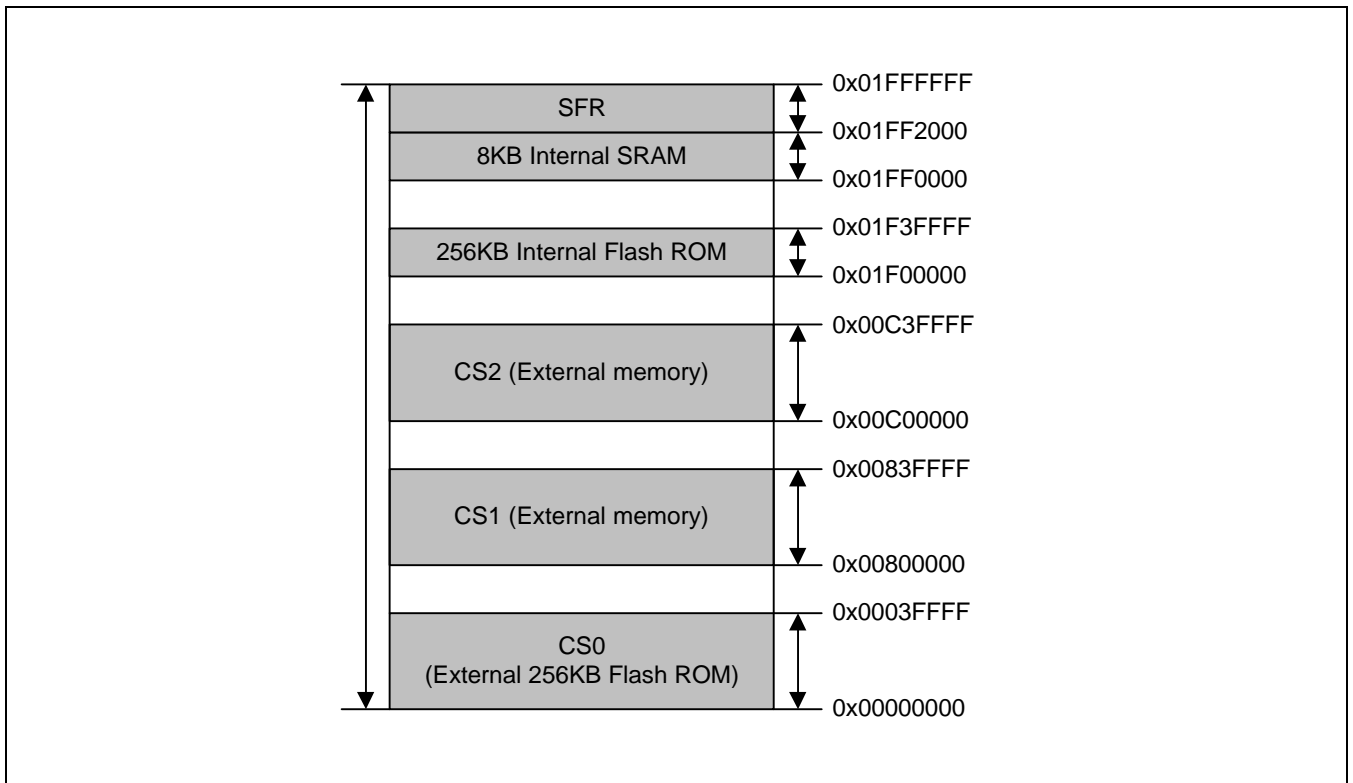 0x01FFFFFF
SFR
0x01FF2000
8KB Internal SRAM
0x01FF0000
0x01F3FFFF
256KB Internal Flash ROM
0x01F00000
0x00C3FFFF
CS2 (External memory)
0x00C00000
0x0083FFFF
CS1 (External memory)
0x00800000
0x0003FFFF
CS0
(External 256KB Flash ROM)
0x00000000